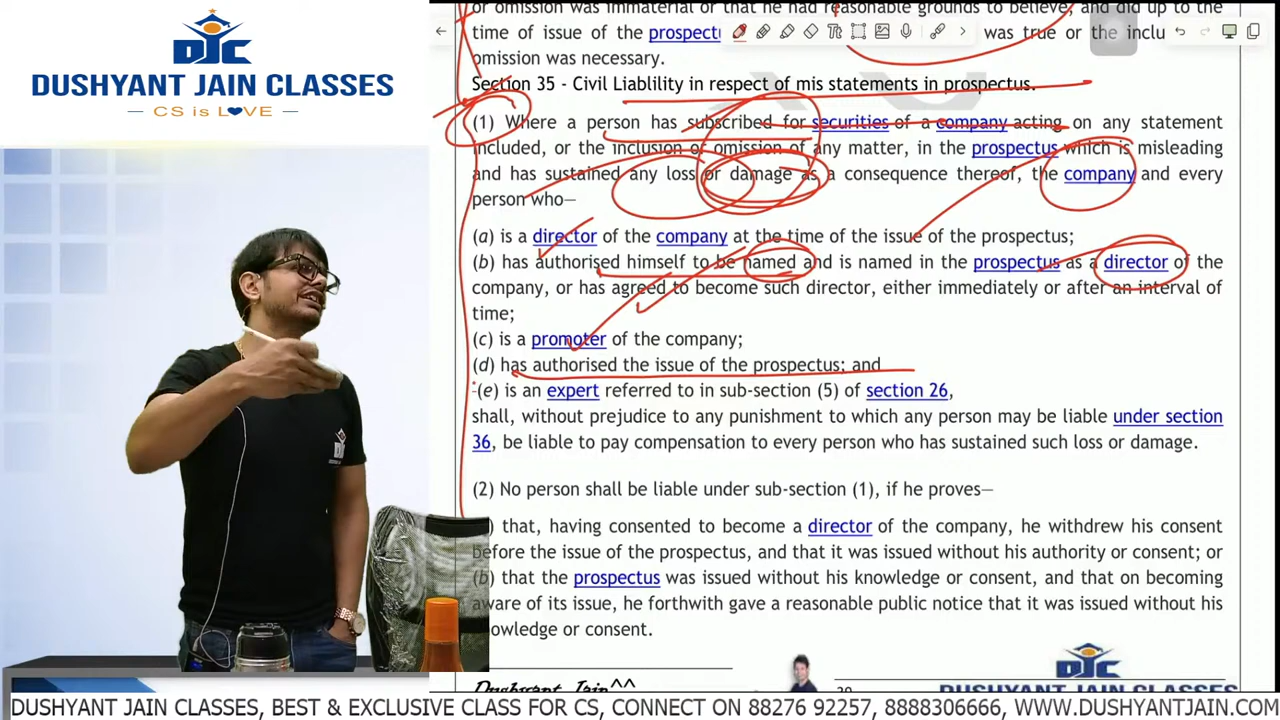 DJC
DUSHYANT JAIN CLASSES
- CS is L♥VE -
or omission was immaterial or that he had reasonable grounds to believe, and did up to the
time of issue of the prospectu was true or the inclu
omission was necessary.
Section 35 - Civil Liablility in respect of mis statements in prospectus.
(1) Where a person has subscribed for securities of a company acting on any statement
included, or the inclusion or omission of any matter, in the prospectus which is misleading
and has sustained any loss or damage as a consequence thereof, the company and every
person who—
(a) is a director of the company at the time of the issue of the prospectus;
(b) has authorised himself to be named and is named in the prospectus as a director of the
company, or has agreed to become such director, either immediately or after an interval of
time;
(c) is a promoter of the company;
(d) has authorised the issue of the prospectus; and
(e) is an expert referred to in sub-section (5) of section 26,
shall, without prejudice to any punishment to which any person may be liable under section
36, be liable to pay compensation to every person who has sustained such loss or damage.
(2) No person shall be liable under sub-section (1), if he proves—
) that, having consented to become a director of the company, he withdrew his consent
before the issue of the prospectus, and that it was issued without his authority or consent; or
(b) that the prospectus was issued without his knowledge or consent, and that on becoming
aware of its issue, he forthwith gave a reasonable public notice that it was issued without his
nowledge or consent.
Dushyant Jain^^
DJC
DUSHYANT JAIN CLASSES
DUSHYANT JAIN CLASSES, BEST & EXCLUSIVE CLASS FOR CS, CONNECT ON 88276 92257, 8888306666, WWW.DUSHYANTJAIN.COM